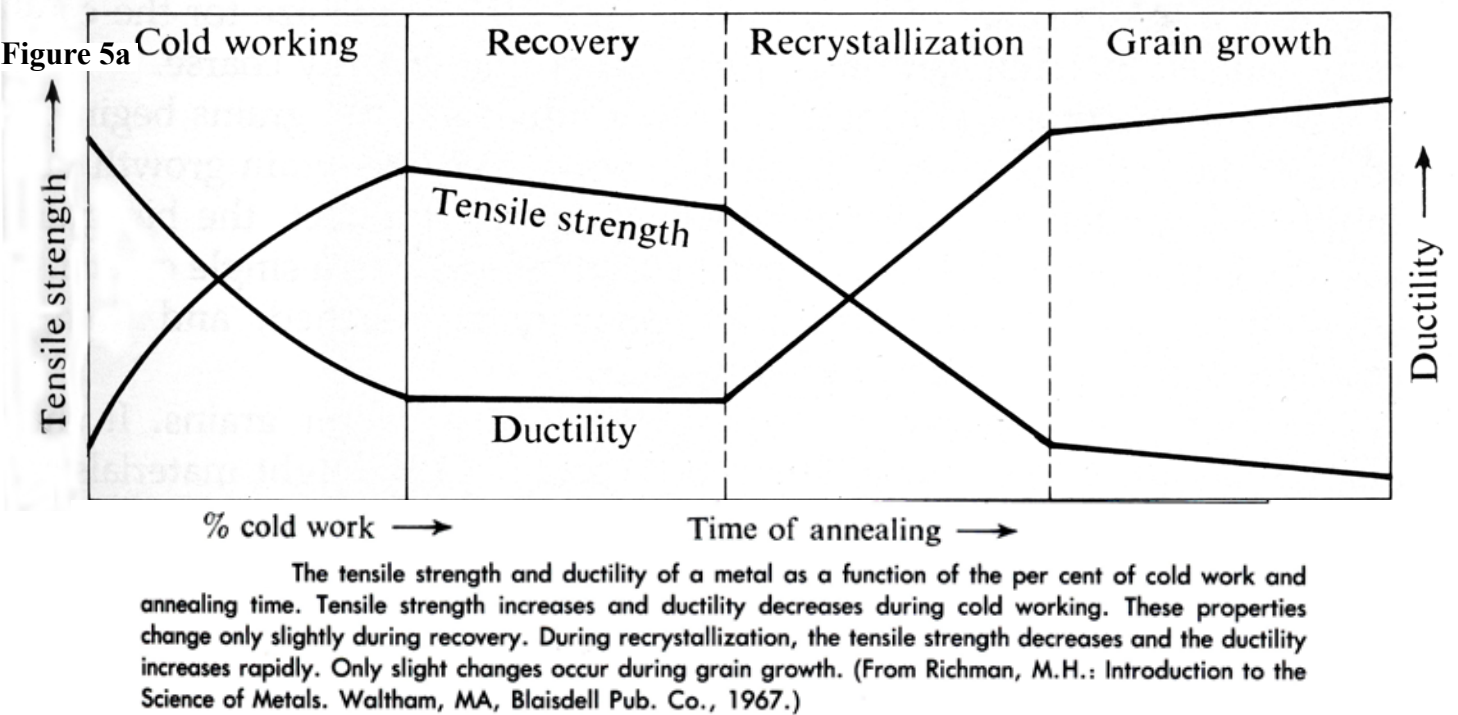 Figure 5a
Cold working
Recovery
Recrystallization
Grain growth
Tensile strength →
Tensile strength
Ductility
Ductility →
% cold work →
Time of annealing →
The tensile strength and ductility of a metal as a function of the per cent of cold work and
annealing time. Tensile strength increases and ductility decreases during cold working. These properties
change only slightly during recovery. During recrystallization, the tensile strength decreases and the ductility
increases rapidly. Only slight changes occur during grain growth. (From Richman, M.H.: Introduction to the
Science of Metals. Waltham, MA, Blaisdell Pub. Co., 1967.)